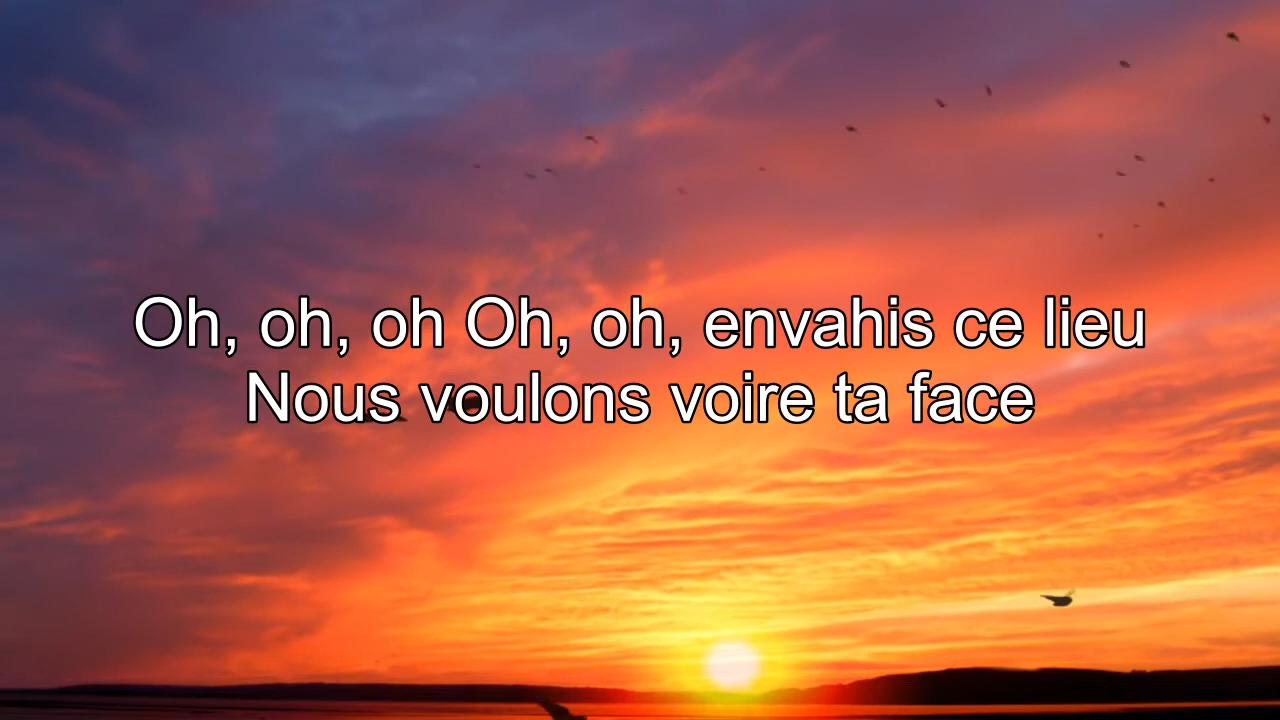 Oh, oh, oh Oh, oh, envahis ce lieu
Nous voulons voire ta face